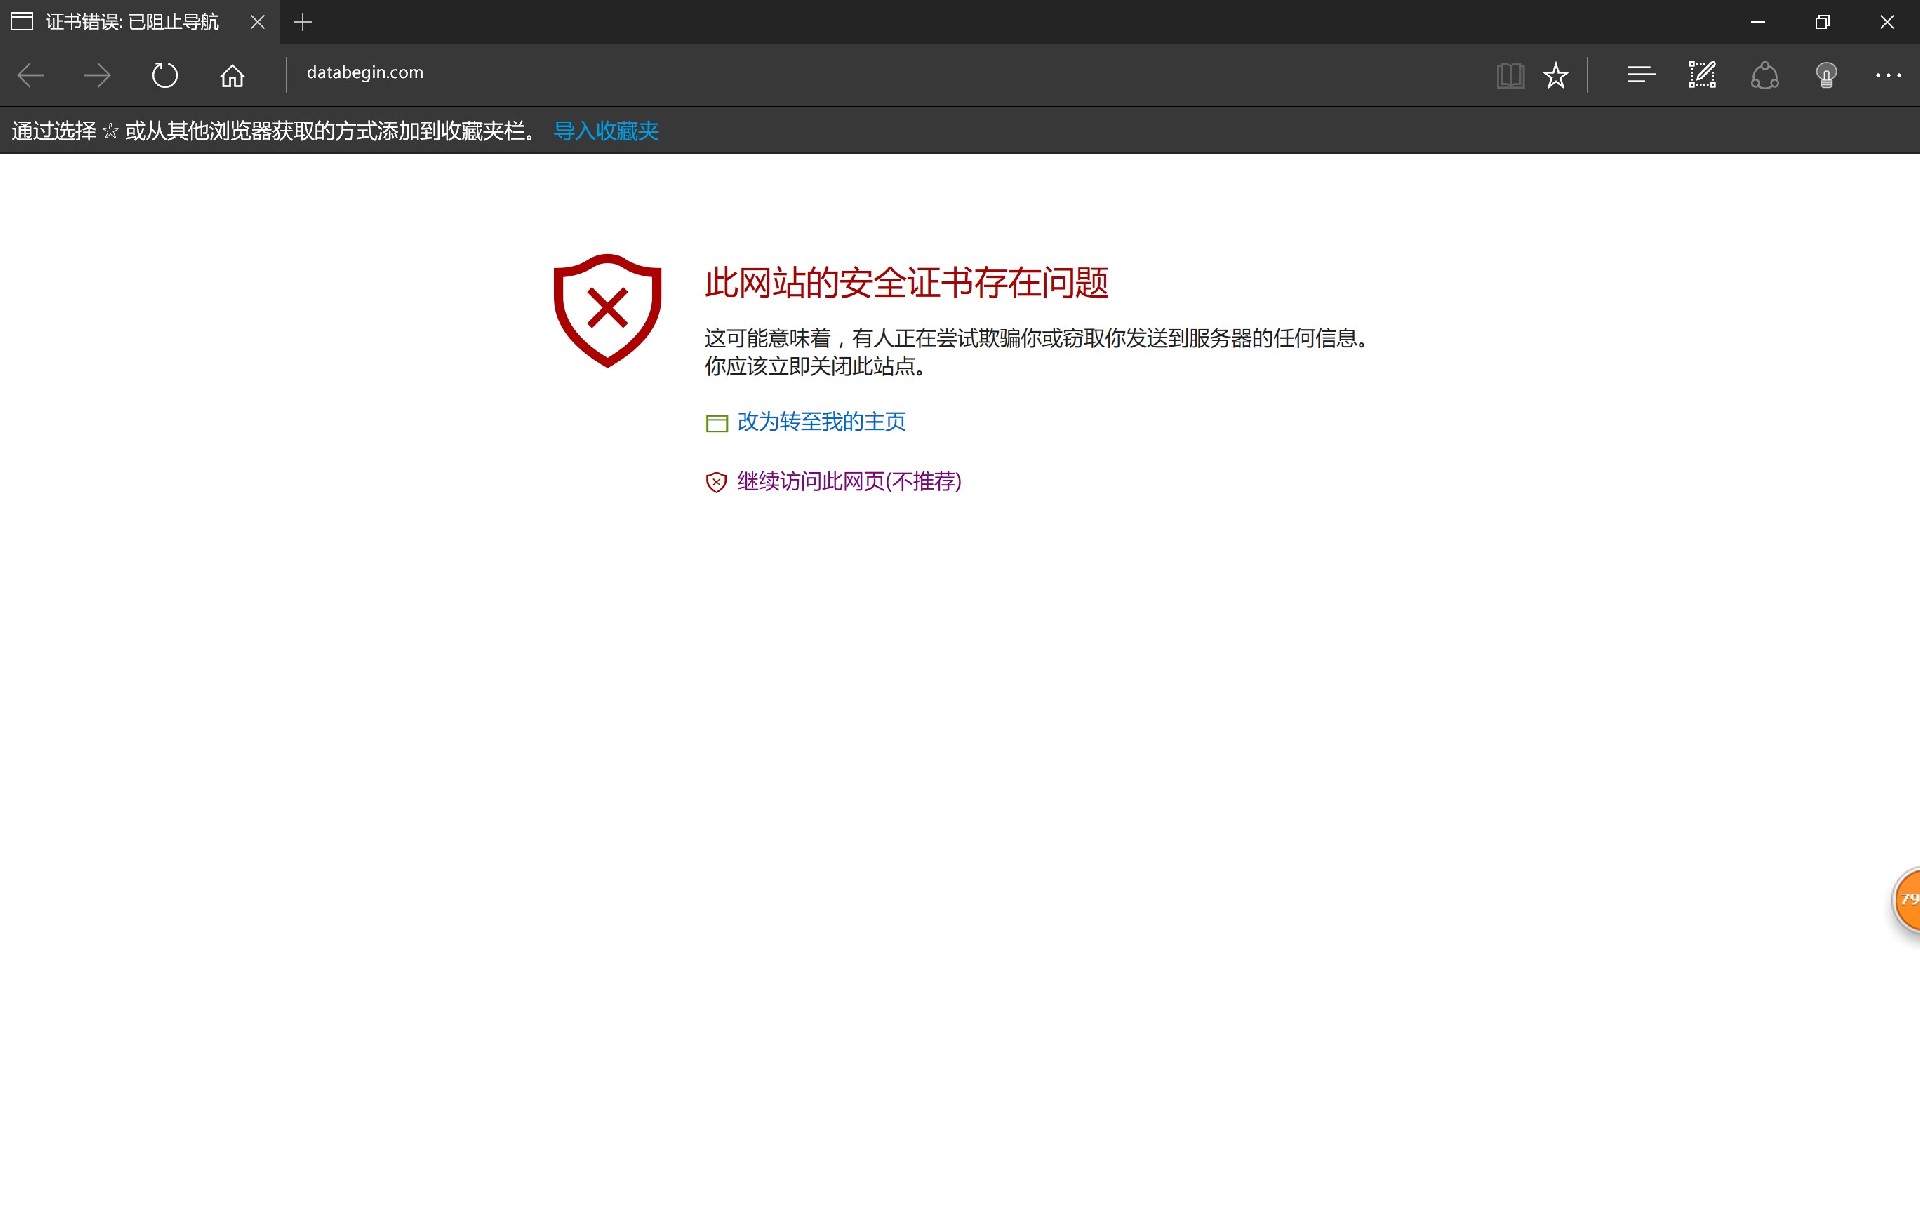 证书错误: 已阻止导航
databegin.com
通过选择 ☆ 或从其他浏览器获取的方式添加到收藏夹栏。 导入收藏夹
此网站的安全证书存在问题
这可能意味着，有人正在尝试欺骗你或窃取你发送到服务器的任何信息。
你应该立即关闭此站点。
改为转至我的主页
继续访问此网页(不推荐)
79